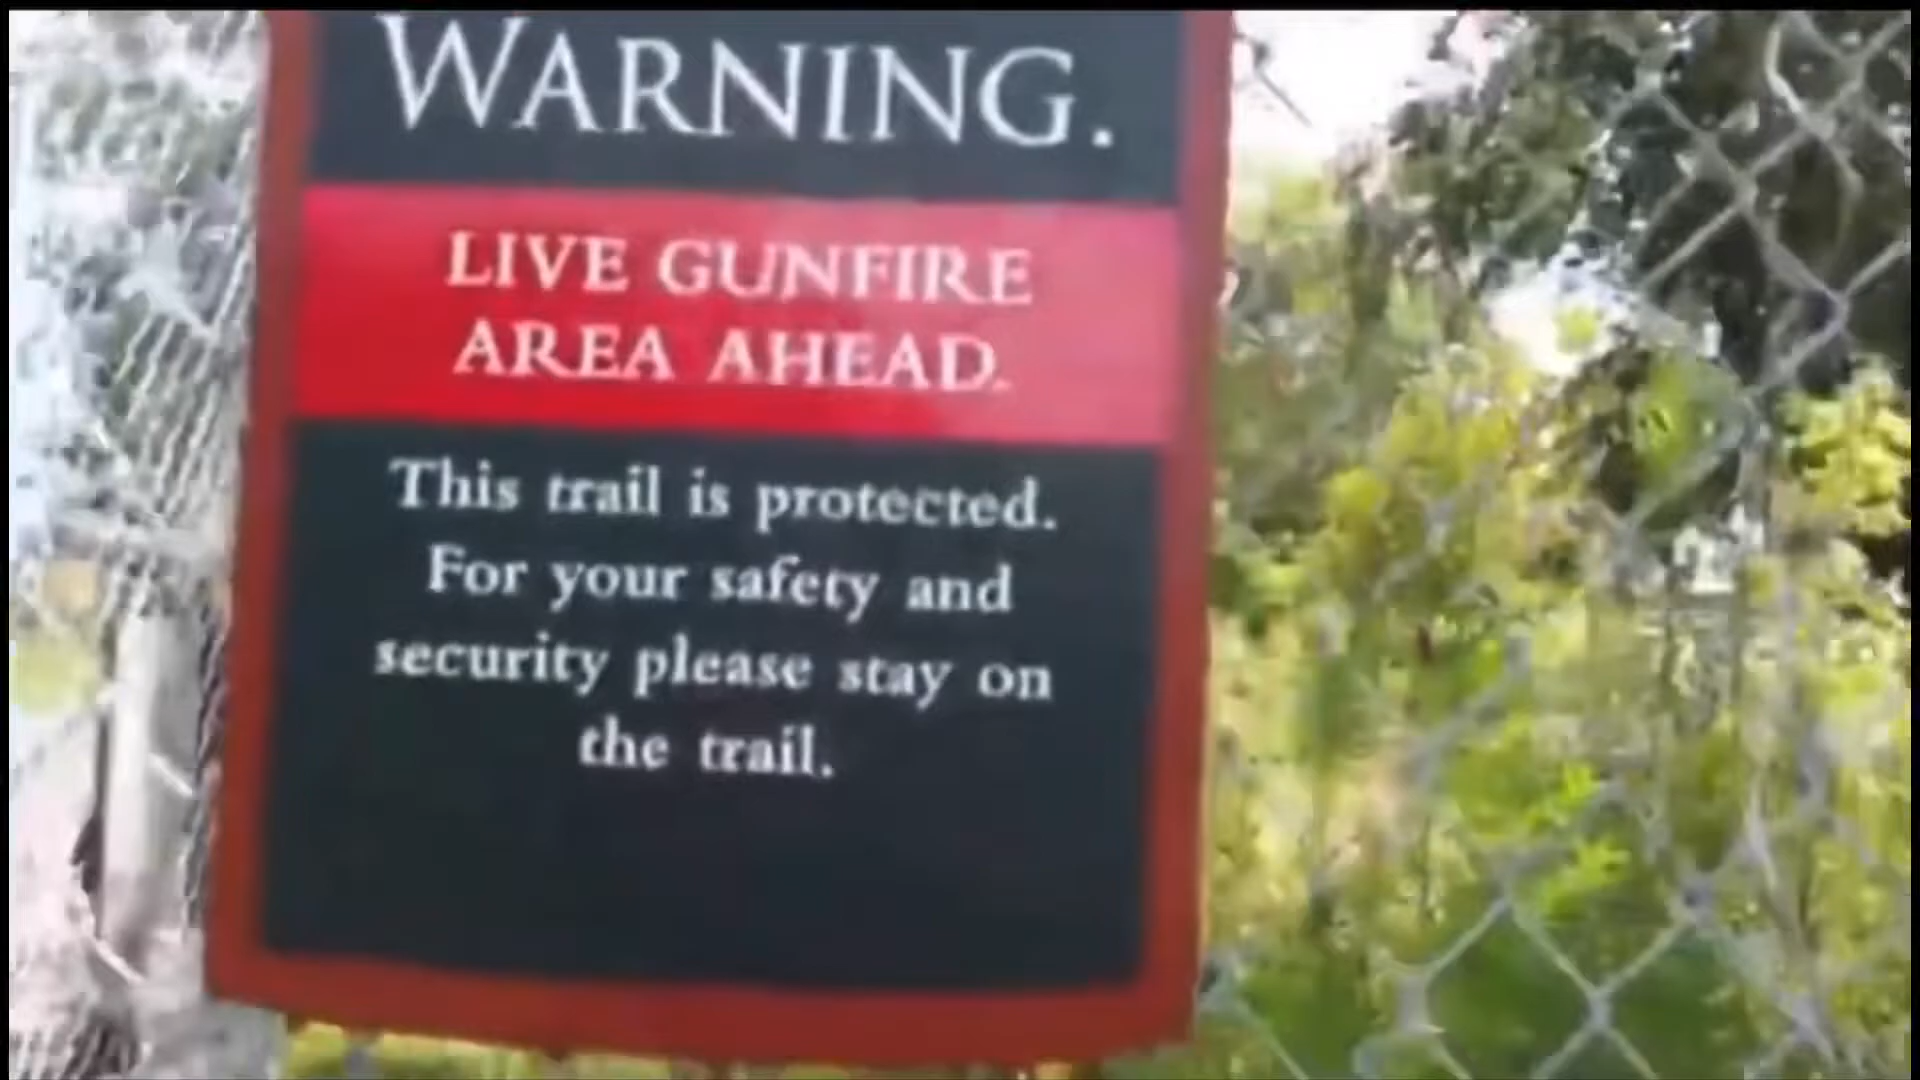 WARNING.
LIVE GUNFIRE
AREA AHEAD.
This trail is protected.
For your safety and
security please stay on
the trail.